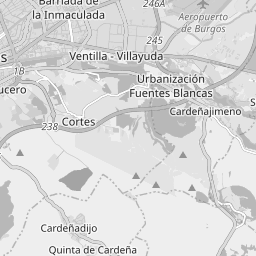 Barriada de
la Inmaculada
246A
Aeropuerto
de Burgos
245
Ventilla - Villayuda
1B
Urbanización
Fuentes Blancas
Cardeñajimeno
238
Cortes
Cardeñadijo
Quinta de Cardeña